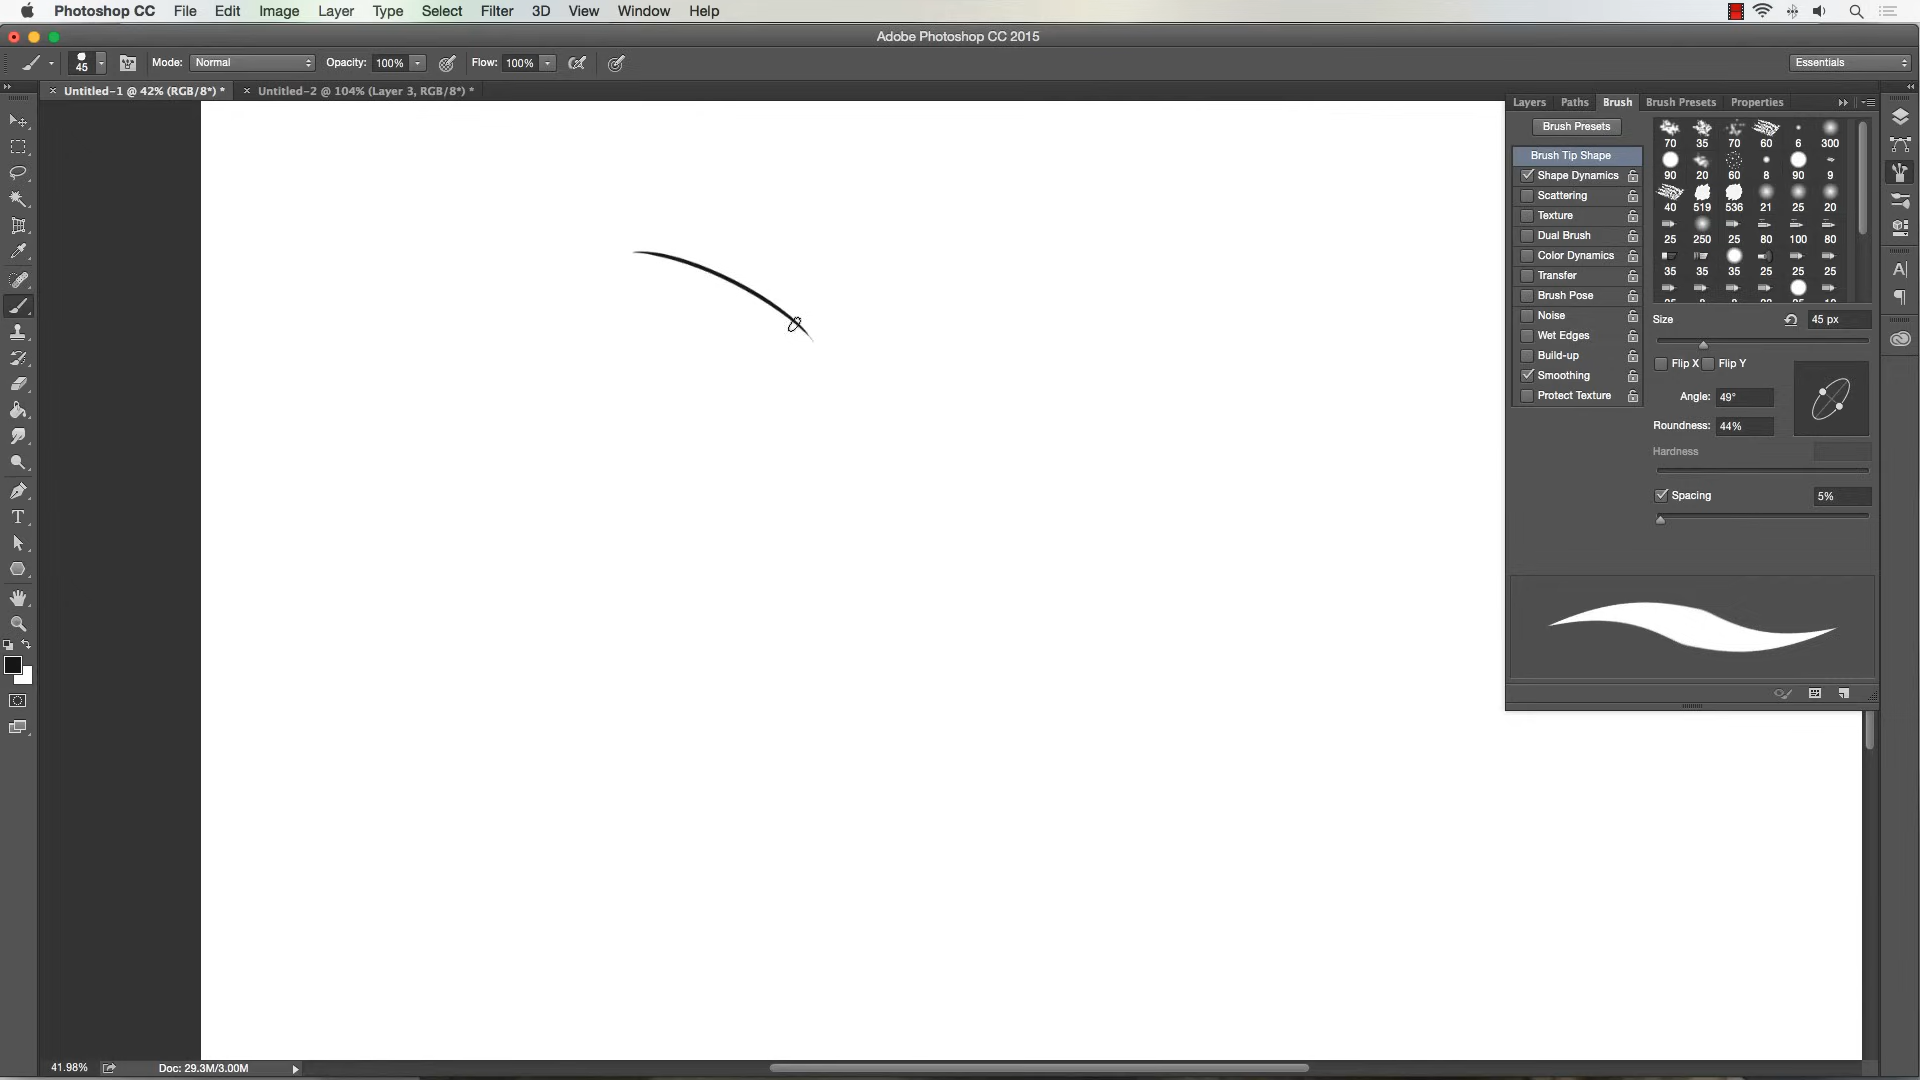 Photoshop CC File Edit Image Layer Type Select Filter 3D View Window Help
Adobe Photoshop CC 2015
45 Mode: Normal Opacity: 100% Flow: 100% Essentials
× Untitled-1 @ 42% (RGB/8*) * × Untitled-2 @ 104% (Layer 3, RGB/8*) *
Layers Paths Brush Brush Presets Properties
Brush Presets
Brush Tip Shape
Shape Dynamics
Scattering
Texture
Dual Brush
Color Dynamics
Transfer
Brush Pose
Noise
Wet Edges
Build-up
Smoothing
Protect Texture
70 35 70 60 6 300
90 20 60 8 90 9
40 519 536 21 25 20
25 250 25 80 100 80
35 35 35 25 25 25
Size 45 px
Flip X Flip Y
Angle: 49°
Roundness: 44%
Hardness
Spacing 5%
T
A
41.98% Doc: 29.3M/3.00M